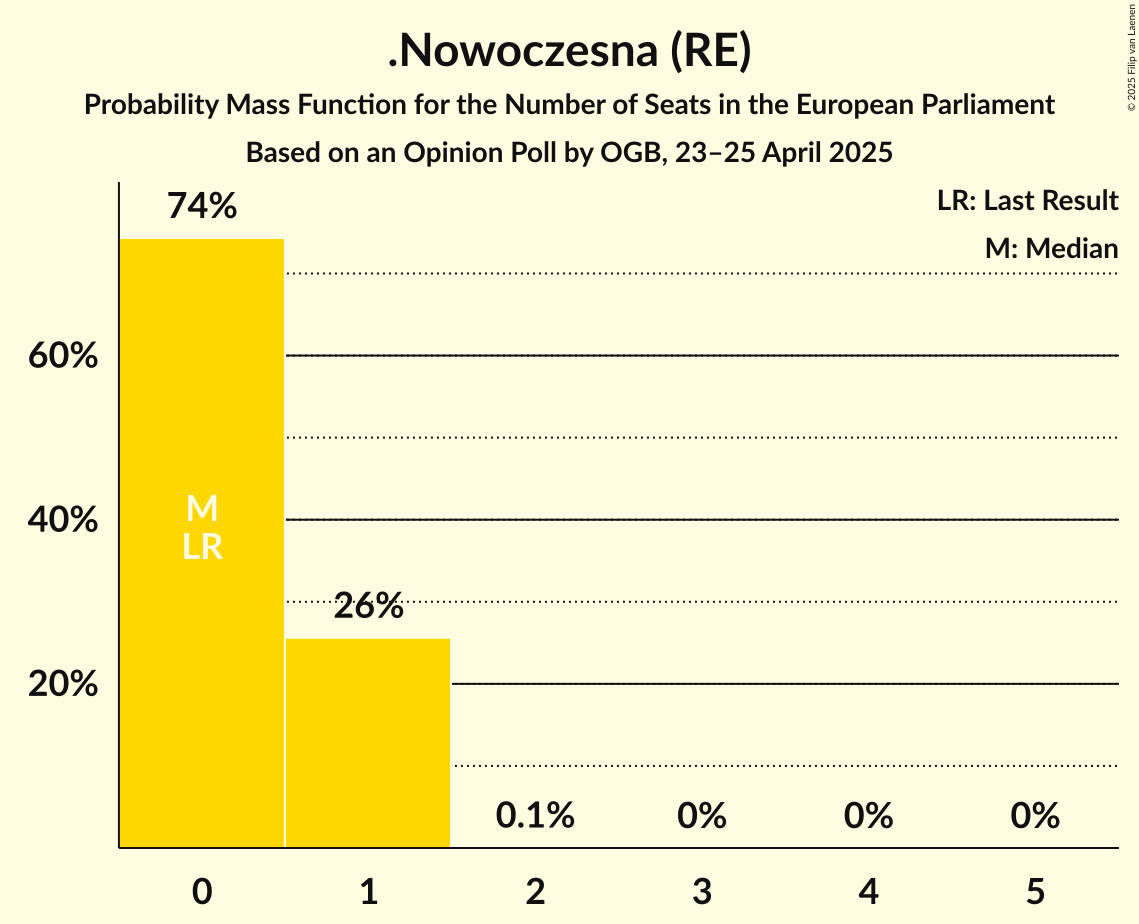 .Nowoczesna (RE)
Probability Mass Function for the Number of Seats in the European Parliament
Based on an Opinion Poll by OGB, 23–25 April 2025
© 2025 Filip van Laenen
LR: Last Result
M: Median
74%
60%
40%
20%
M
LR
26%
0.1%
0%
0%
0%
0
1
2
3
4
5